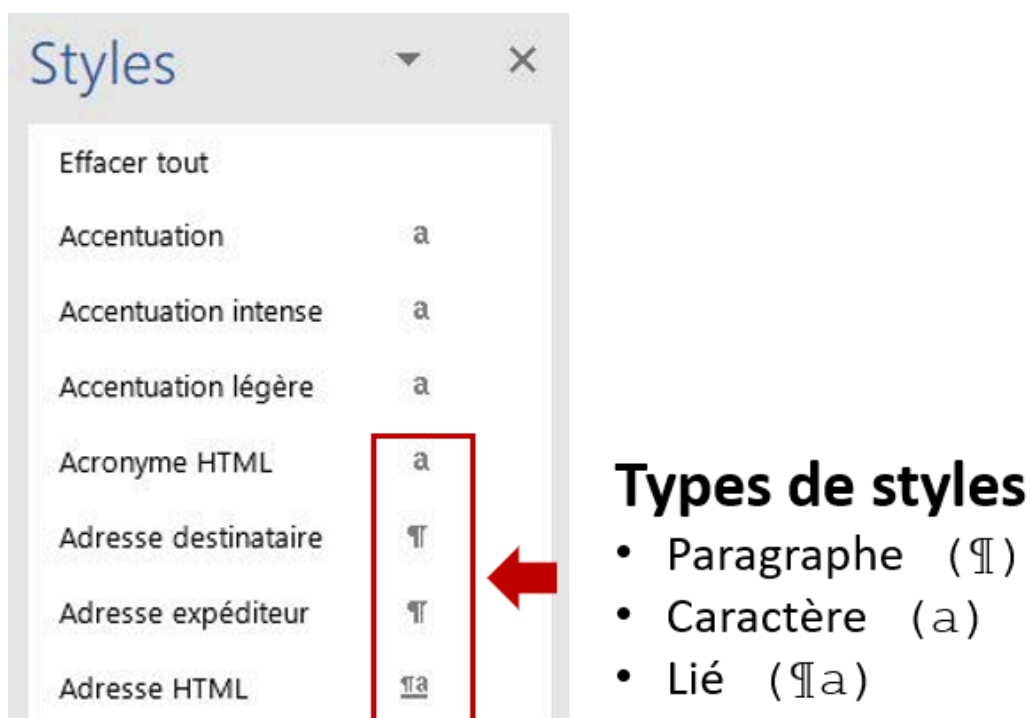 Styles
Effacer tout
Accentuation a
Accentuation intense a
Accentuation légère a
Acronyme HTML a
Adresse destinataire ¶
Adresse expéditeur ¶
Adresse HTML ¶a
Types de styles
• Paragraphe (¶)
• Caractère (a)
• Lié (¶a)